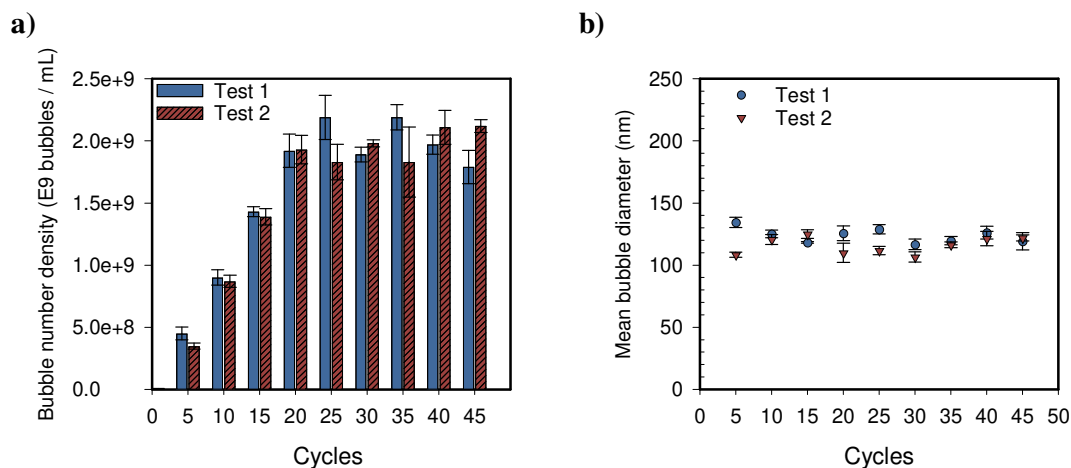 a)
Bubble number density (E9 bubbles / mL)
2.5e+9
2.0e+9
1.5e+9
1.0e+9
5.0e+8
0.0
Test 1
Test 2
0 5 10 15 20 25 30 35 40 45
Cycles
b)
Mean bubble diameter (nm)
250
200
150
100
50
0
Test 1
Test 2
0 5 10 15 20 25 30 35 40 45 50
Cycles